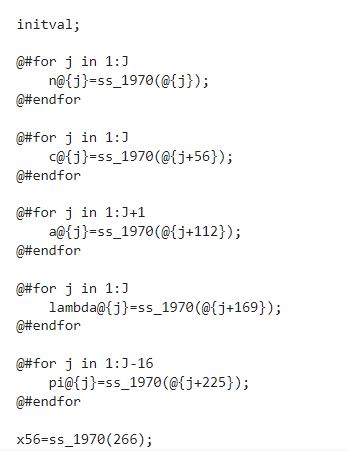 initval;
@#for j in 1:J
n@{j}=ss_1970(@{j});
@#endfor
@#for j in 1:J
c@{j}=ss_1970(@{j+56});
@#endfor
@#for j in 1:J+1
a@{j}=ss_1970(@{j+112});
@#endfor
@#for j in 1:J
lambda@{j}=ss_1970(@{j+169});
@#endfor
@#for j in 1:J-16
pi@{j}=ss_1970(@{j+225});
@#endfor
x56=ss_1970(266);